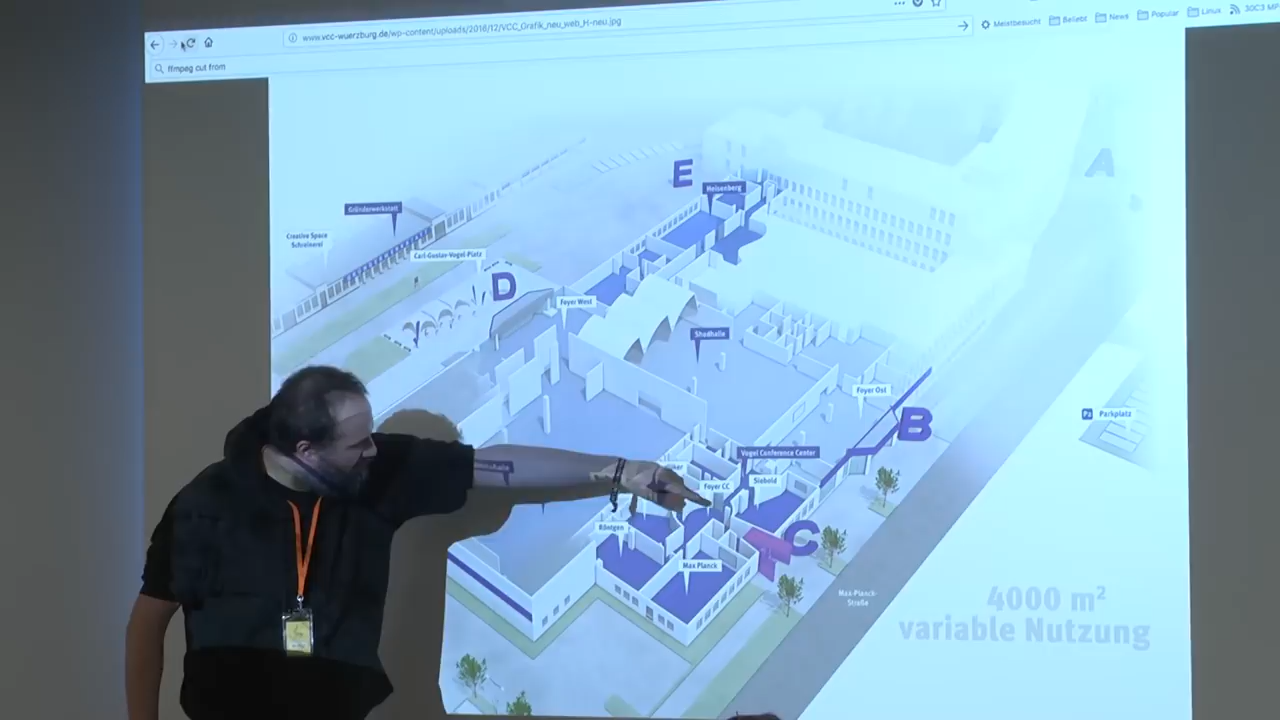 www.vcc-wuerzburg.de/wp-content/uploads/2016/12/VCC_Grafik_neu_web_H-neu.jpg
Meistbesucht
Beliebt
News
Popular
Linus
ffmpeg cut from
A
E
Heisenberg
Gründerwerkstatt
Creative Space
Schreinerei
Carl-Gustav-Vogel-Platz
D
Foyer West
Shedhalle
Foyer Ost
B
P2 Parkplatz
Vogel Conference Center
Foyer CC
Siebold
Röntgen
C
Max Planck
Max-Planck-
Straße
4000 m²
variable Nutzung